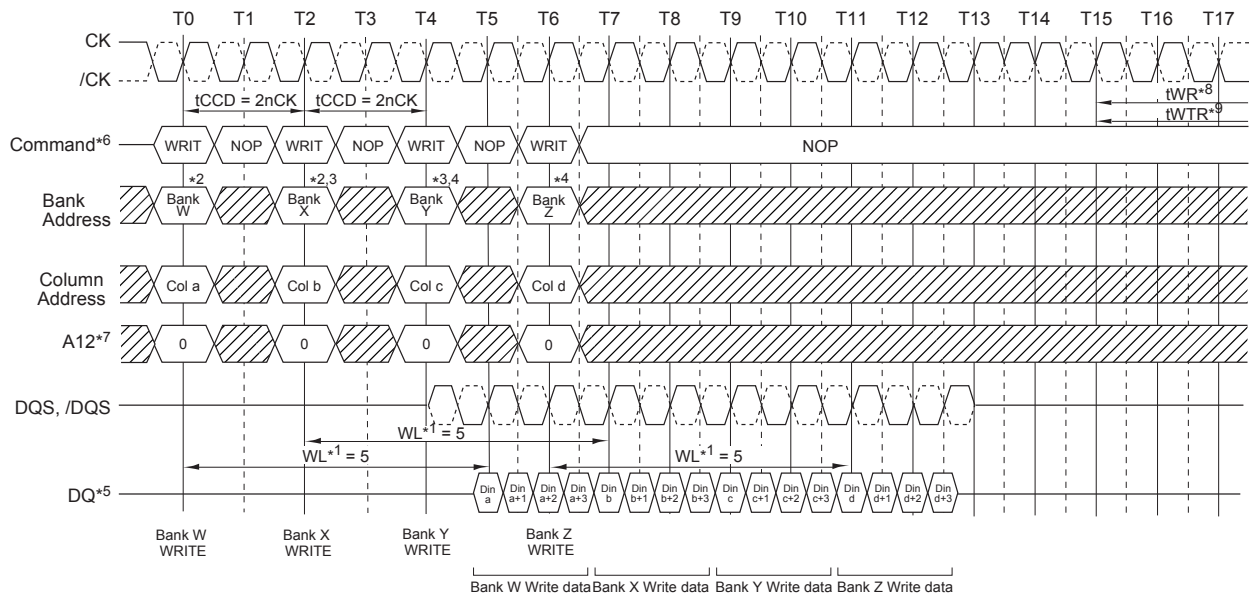 T0 T1 T2 T3 T4 T5 T6 T7 T8 T9 T10 T11 T12 T13 T14 T15 T16 T17
CK
/CK
tCCD = 2nCK tCCD = 2nCK tWR*8
tWTR*9
Command*6 WRIT NOP WRIT NOP WRIT NOP WRIT NOP
*2 *2,3 *3,4 *4
Bank Address Bank W Bank X Bank Y Bank Z
Column Address Col a Col b Col c Col d
A12*7 0 0 0 0
DQS, /DQS
WL*1 = 5
WL*1 = 5 WL*1 = 5
DQ*5 Din a Din a+1 Din a+2 Din a+3 Din b Din b+1 Din b+2 Din b+3 Din c Din c+1 Din c+2 Din c+3 Din d Din d+1 Din d+2 Din d+3
Bank W Bank X Bank Y Bank Z
WRITE WRITE WRITE WRITE
Bank W Write data Bank X Write data Bank Y Write data Bank Z Write data